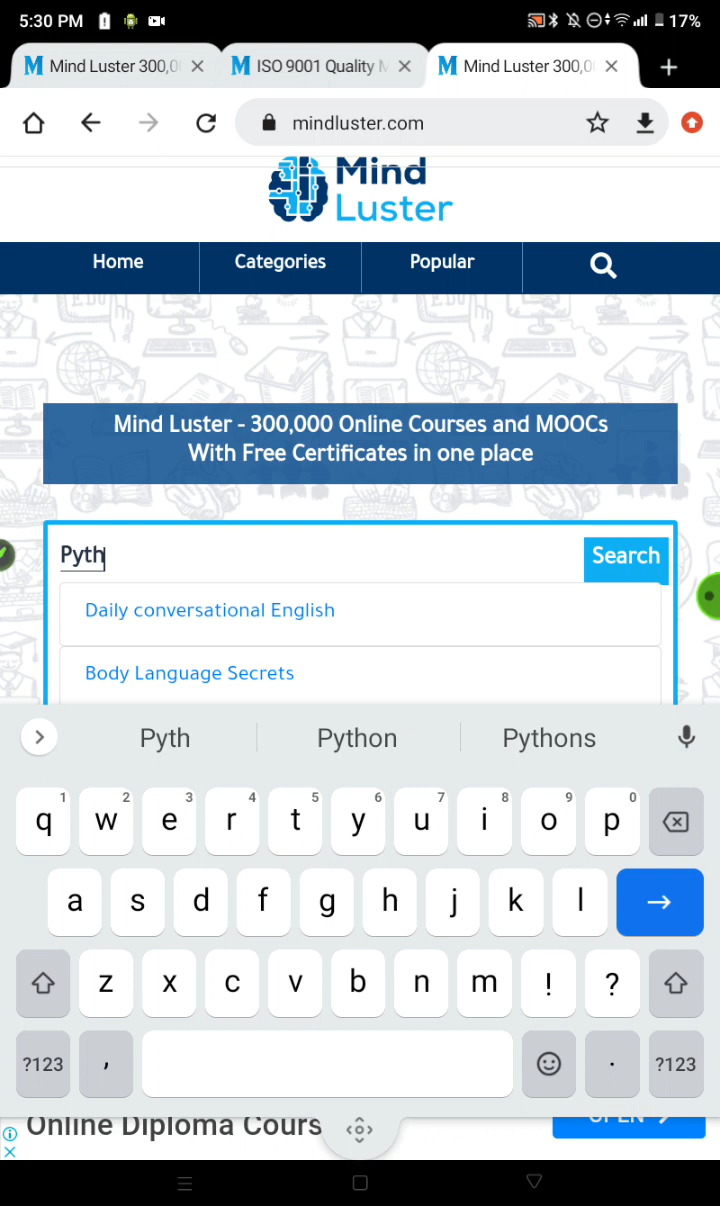 5:30 PM
17%
Mind Luster 300,0
ISO 9001 Quality M
Mind Luster 300,0
mindluster.com
Mind
Luster
Home
Categories
Popular
Mind Luster - 300,000 Online Courses and MOOCs
With Free Certificates in one place
Pyth
Search
Daily conversational English
Body Language Secrets
Pyth
Python
Pythons
1 2 3 4 5 6 7 8 9 0
q w e r t y u i o p
a s d f g h j k l
z x c v b n m ! ?
?123 , . ?123
Online Diploma Cours
OPEN